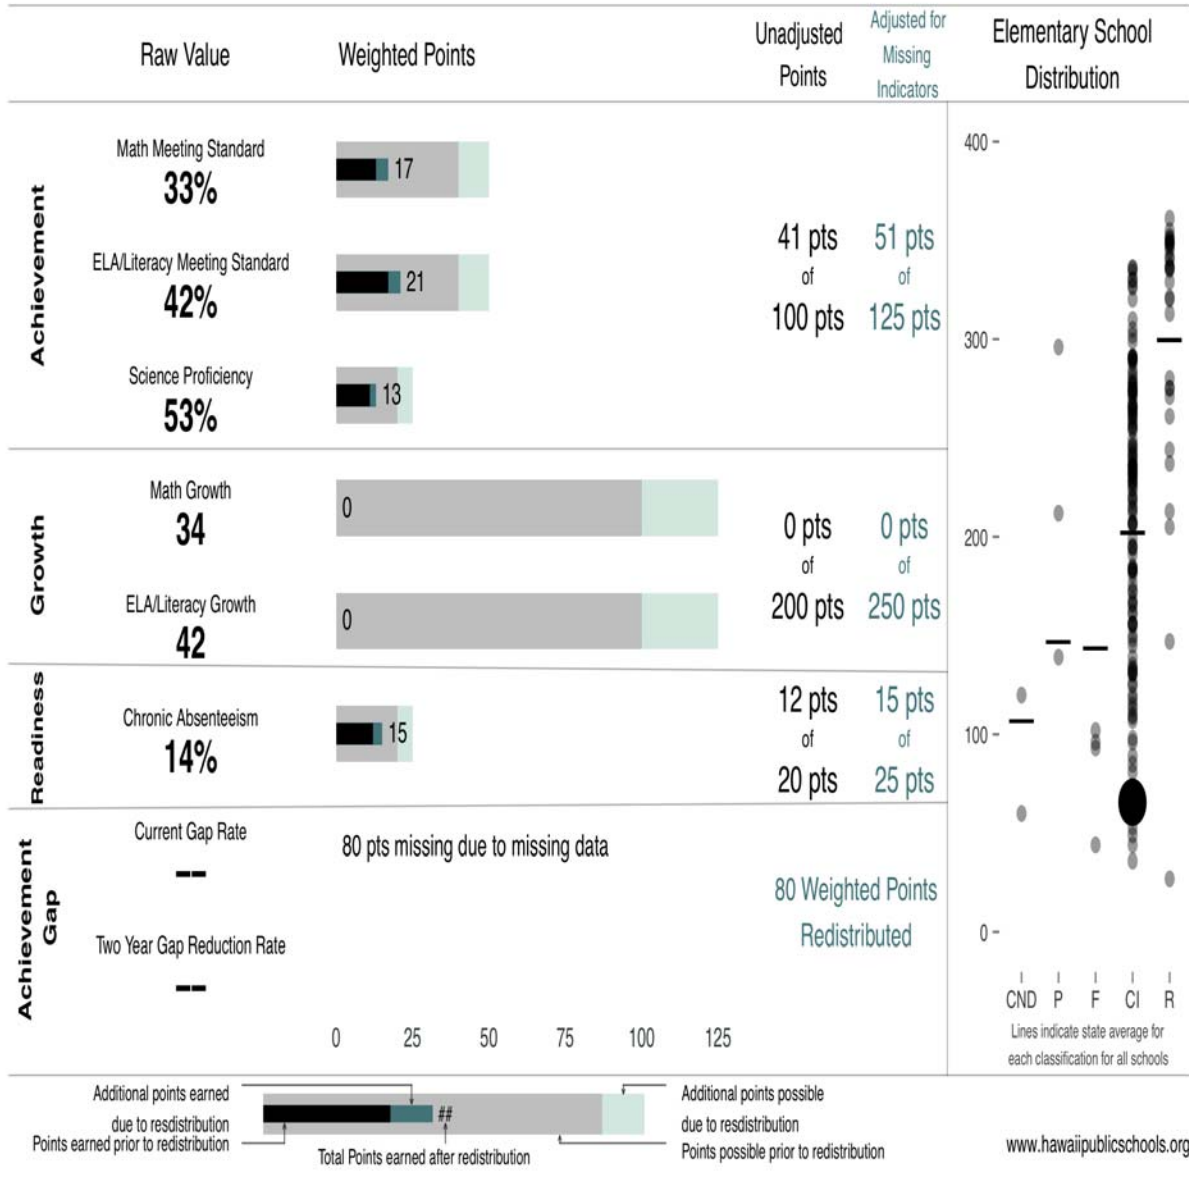 Raw Value
Weighted Points
Unadjusted
Points
Adjusted for
Missing
Indicators
Elementary School
Distribution
Achievement
Math Meeting Standard
33%
17
ELA/Literacy Meeting Standard
42%
21
Science Proficiency
53%
13
41 pts
of
100 pts
51 pts
of
125 pts
Growth
Math Growth
34
0
ELA/Literacy Growth
42
0
0 pts
of
200 pts
0 pts
of
250 pts
Readiness
Chronic Absenteeism
14%
15
12 pts
of
20 pts
15 pts
of
25 pts
Achievement
Gap
Current Gap Rate
--
80 pts missing due to missing data
Two Year Gap Reduction Rate
--
80 Weighted Points
Redistributed
0 25 50 75 100 125
400
300
200
100
0
CND P F CI R
Lines indicate state average for
each classification for all schools
Additional points earned
due to resdistribution
Points earned prior to redistribution
##
Total Points earned after redistribution
Additional points possible
due to resdistribution
Points possible prior to redistribution
www.hawaiipublicschools.org